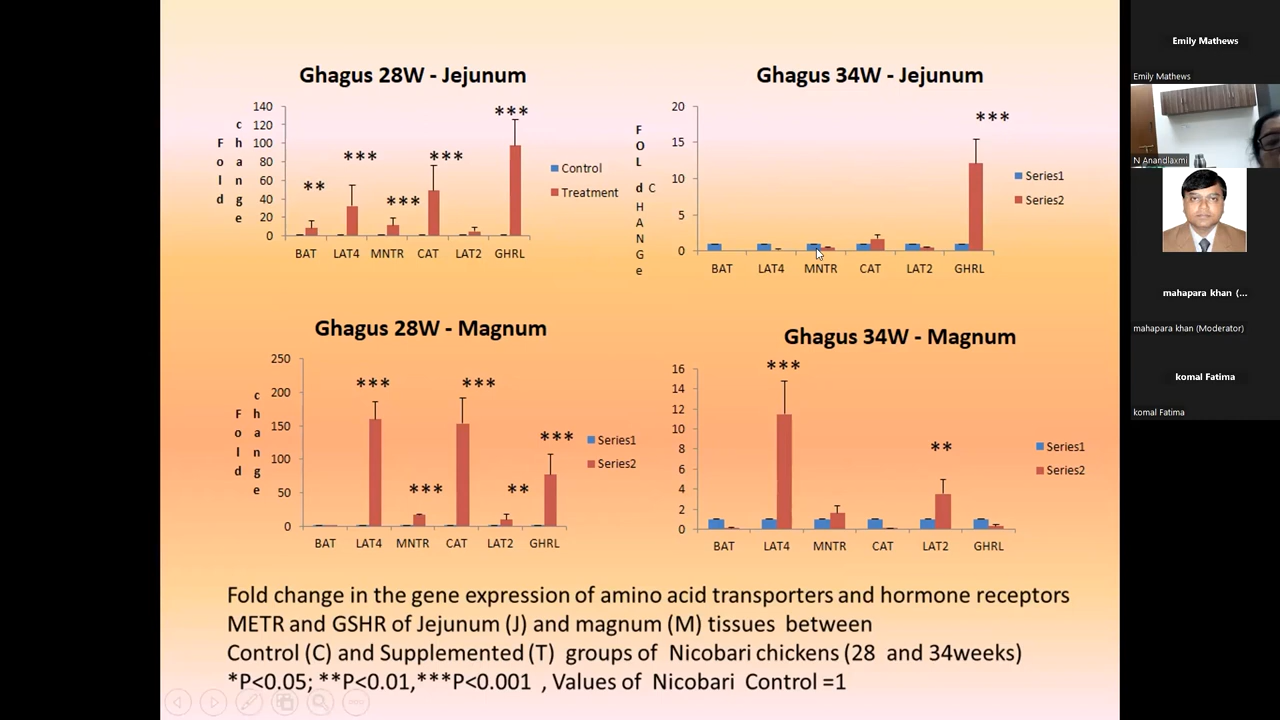 Ghagus 28W - Jejunum
140
120
100
80
60
40
20
0
Fold
change
**
***
***
***
***
BAT LAT4 MNTR CAT LAT2 GHRL
Control
Treatment
Ghagus 34W - Jejunum
20
15
10
5
0
FOLd
CHANGe
***
BAT LAT4 MNTR CAT LAT2 GHRL
Series1
Series2
Ghagus 28W - Magnum
250
200
150
100
50
0
Fold
change
***
***
***
**
***
BAT LAT4 MNTR CAT LAT2 GHRL
Series1
Series2
Ghagus 34W - Magnum
16
14
12
10
8
6
4
2
0
***
**
BAT LAT4 MNTR CAT LAT2 GHRL
Series1
Series2
Fold change in the gene expression of amino acid transporters and hormone receptors
METR and GSHR of Jejunum (J) and magnum (M) tissues between
Control (C) and Supplemented (T) groups of Nicobari chickens (28 and 34weeks)
*P<0.05; **P<0.01,***P<0.001 , Values of Nicobari Control =1
Emily Mathews
Emily Mathews
N Anandlaxmi
mahapara khan (...
mahapara khan (Moderator)
komal Fatima
komal Fatima